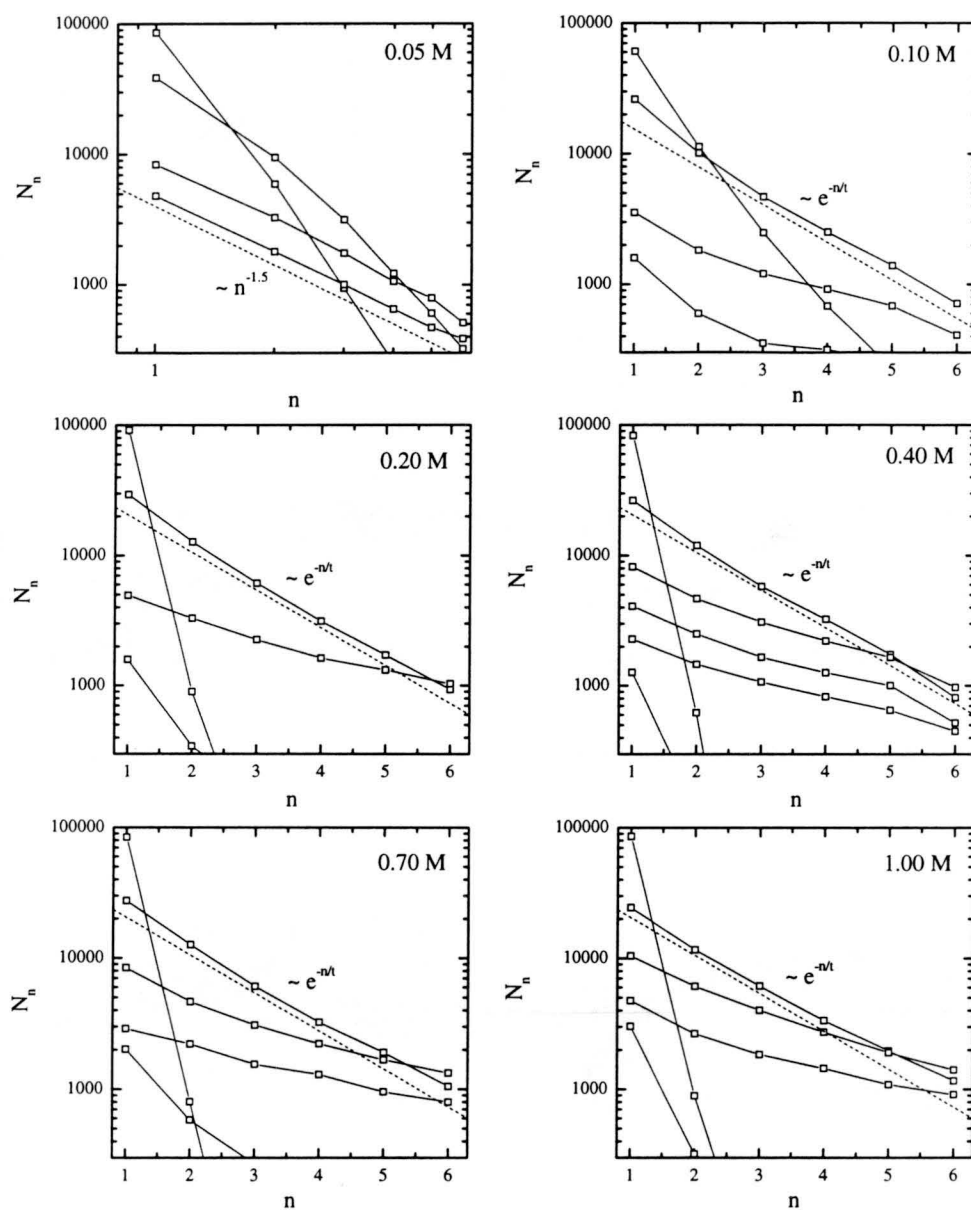 100000
10000
1000
N_n
0.05 M
~ n^-1.5
1
n
100000
10000
1000
N_n
0.10 M
~ e^-n/t
1 2 3 4 5 6
n
100000
10000
1000
N_n
0.20 M
~ e^-n/t
1 2 3 4 5 6
n
100000
10000
1000
N_n
0.40 M
~ e^-n/t
1 2 3 4 5 6
n
100000
10000
1000
N_n
0.70 M
~ e^-n/t
1 2 3 4 5 6
n
100000
10000
1000
N_n
1.00 M
~ e^-n/t
1 2 3 4 5 6
n